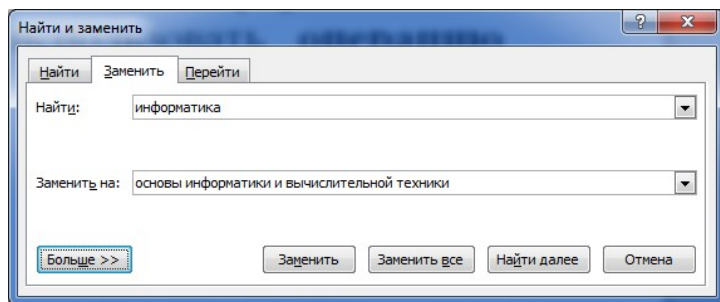 Найти и заменить
Найти Заменить Перейти
Найти: информатика
Заменить на: основы информатики и вычислительной техники
Больше >> Заменить Заменить все Найти далее Отмена